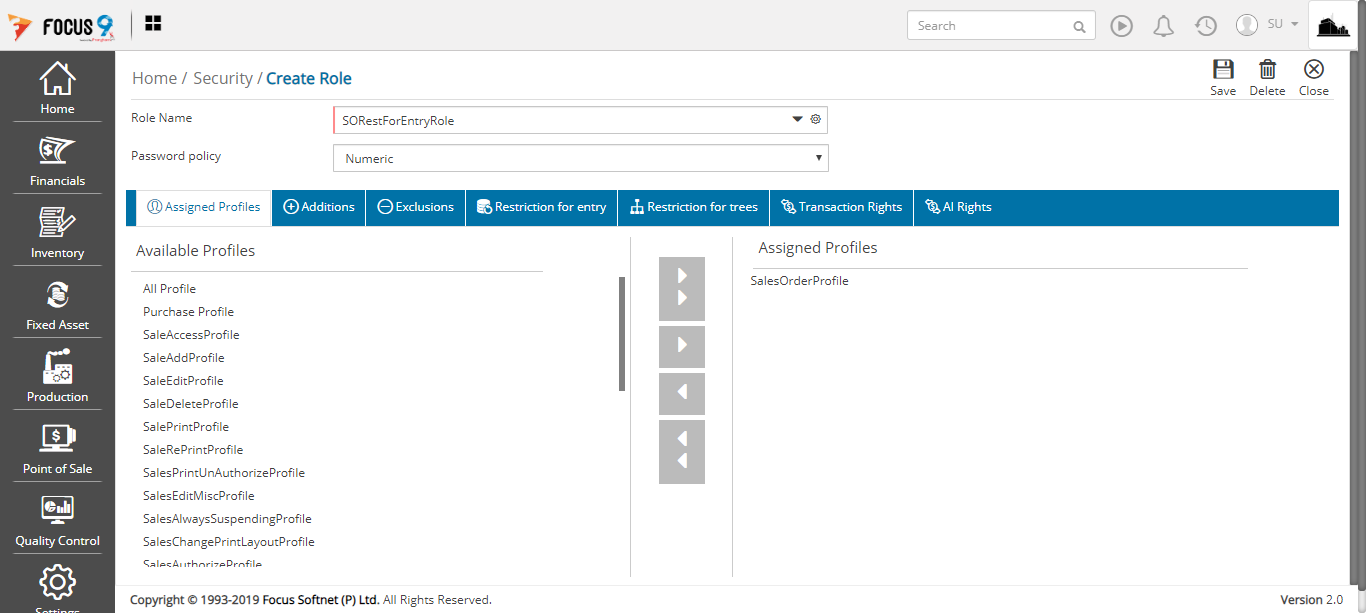 FOCUS 9
Search
SU
Home
Financials
Inventory
Fixed Asset
Production
Point of Sale
Quality Control
Settings
Home / Security / Create Role
Save
Delete
Close
Role Name
SORestForEntryRole
Password policy
Numeric
Assigned Profiles
Additions
Exclusions
Restriction for entry
Restriction for trees
Transaction Rights
AI Rights
Available Profiles
All Profile
Purchase Profile
SaleAccessProfile
SaleAddProfile
SaleEditProfile
SaleDeleteProfile
SalePrintProfile
SaleRePrintProfile
SalesPrintUnAuthorizeProfile
SalesEditMiscProfile
SalesAlwaysSuspendingProfile
SalesChangePrintLayoutProfile
SalesAuthorizeProfile
Assigned Profiles
SalesOrderProfile
Copyright © 1993-2019 Focus Softnet (P) Ltd. All Rights Reserved.
Version 2.0